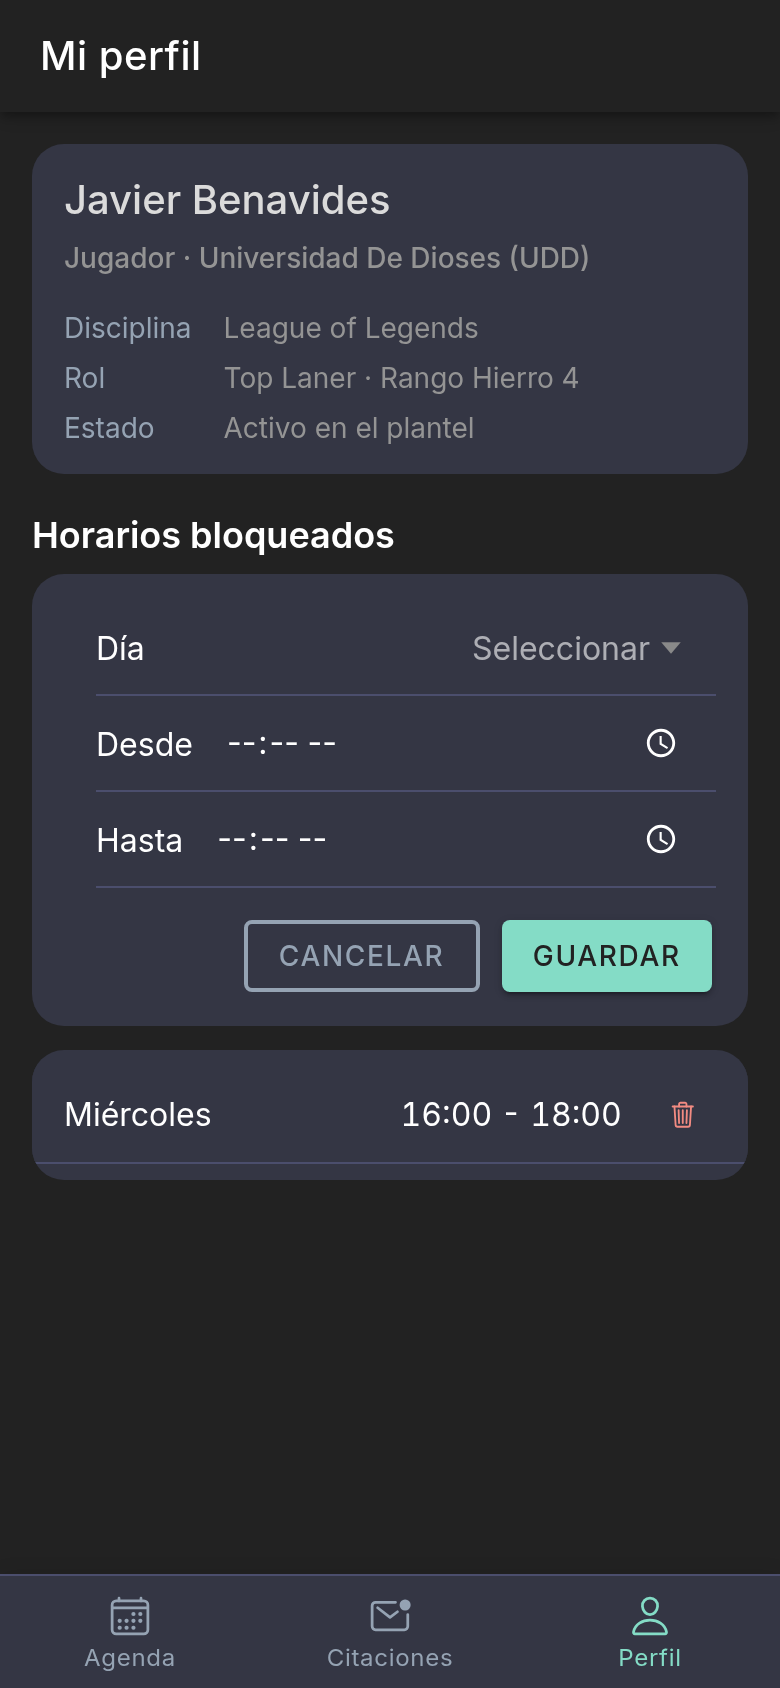 Mi perfil
Javier Benavides
Jugador · Universidad De Dioses (UDD)
Disciplina League of Legends
Rol Top Laner · Rango Hierro 4
Estado Activo en el plantel
Horarios bloqueados
Día Seleccionar
Desde --:-- --
Hasta --:-- --
CANCELAR GUARDAR
Miércoles 16:00 - 18:00
Agenda Citaciones Perfil